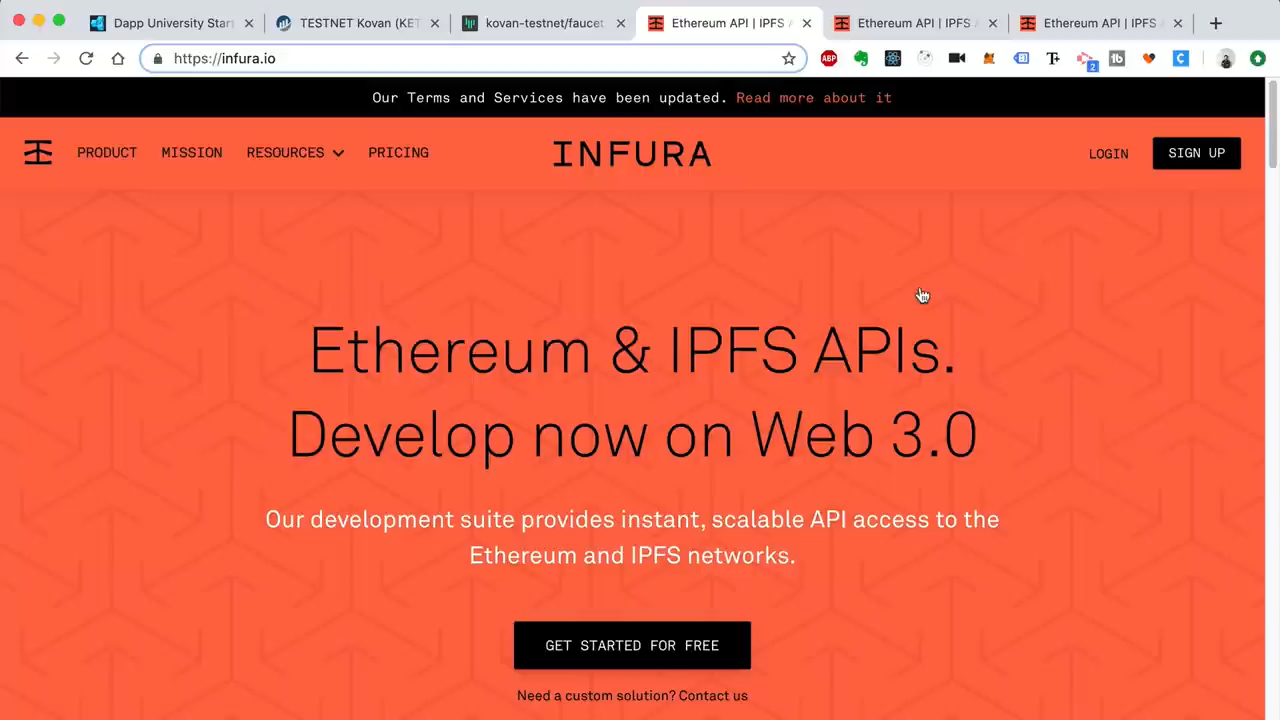 Dapp University Star
TESTNET Kovan (KET
kovan-testnet/faucet
Ethereum API | IPFS A
Ethereum API | IPFS A
Ethereum API | IPFS A
https://infura.io
ABP
2
Our Terms and Services have been updated. Read more about it
PRODUCT
MISSION
RESOURCES
PRICING
INFURA
LOGIN
SIGN UP
Ethereum & IPFS APIs.
Develop now on Web 3.0
Our development suite provides instant, scalable API access to the
Ethereum and IPFS networks.
GET STARTED FOR FREE
Need a custom solution? Contact us